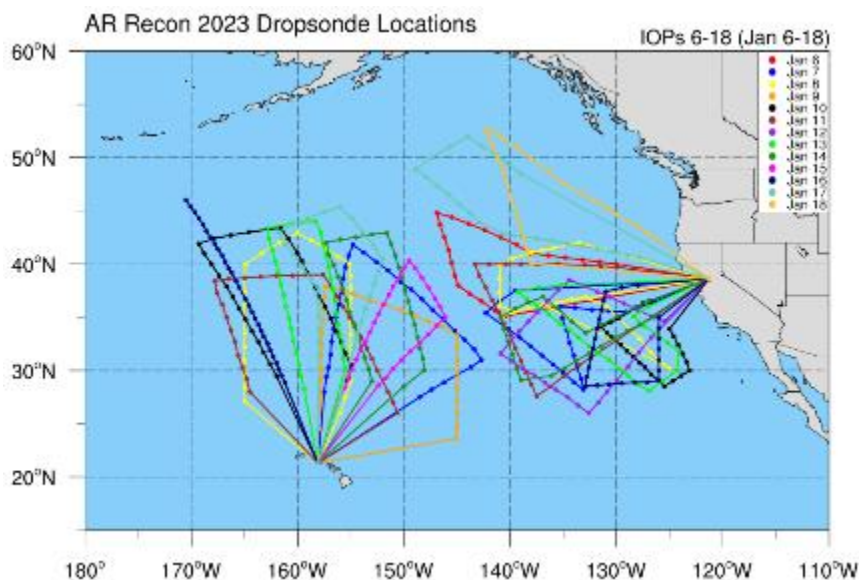 AR Recon 2023 Dropsonde Locations
IOPs 6-18 (Jan 6-18)
60°N
50°N
40°N
30°N
20°N
Jan 6
Jan 7
Jan 8
Jan 9
Jan 10
Jan 11
Jan 12
Jan 13
Jan 14
Jan 15
Jan 16
Jan 17
Jan 18
180°
170°W
160°W
150°W
140°W
130°W
120°W
110°W